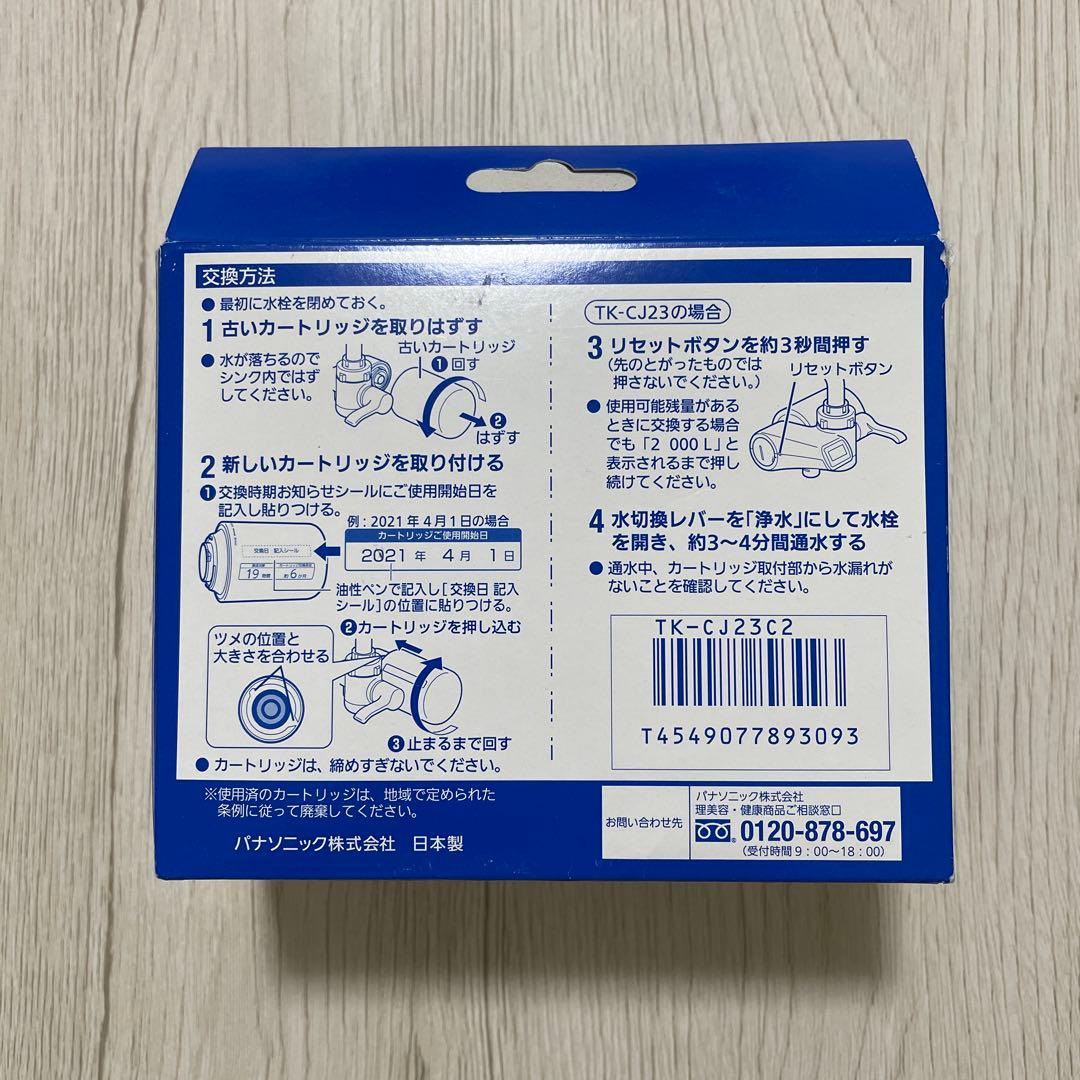 交換方法
● 最初に水栓を閉めておく。
1 古いカートリッジを取りはずす
● 水が落ちるので
シンク内ではず
してください。
古いカートリッジ
❶回す
❷
はずす
2 新しいカートリッジを取り付ける
❶交換時期お知らせシールにご使用開始日を
記入し貼りつける。
例：2021年4月1日の場合
カートリッジご使用開始日
2021年 4月 1日
交換日 記入シール
19
約6か月
油性ペンで記入し[交換日 記入
シール]の位置に貼りつける。
❷カートリッジを押し込む
ツメの位置と
大きさを合わせる
❸止まるまで回す
● カートリッジは、締めすぎないでください。
TK-CJ23の場合
3 リセットボタンを約3秒間押す
(先のとがったものでは
押さないでください。)
リセットボタン
● 使用可能残量がある
ときに交換する場合
でも「2 000 L」と
表示されるまで押し
続けてください。
4 水切換レバーを「浄水」にして水栓
を開き、約3〜4分間通水する
● 通水中、カートリッジ取付部から水漏れが
ないことを確認してください。
TK-CJ23C2
T4549077893093
※使用済のカートリッジは、地域で定められた
条例に従って廃棄してください。
パナソニック株式会社 日本製
お問い合わせ先
パナソニック株式会社
理美容・健康商品ご相談窓口
0120-878-697
(受付時間9：00〜18：00)